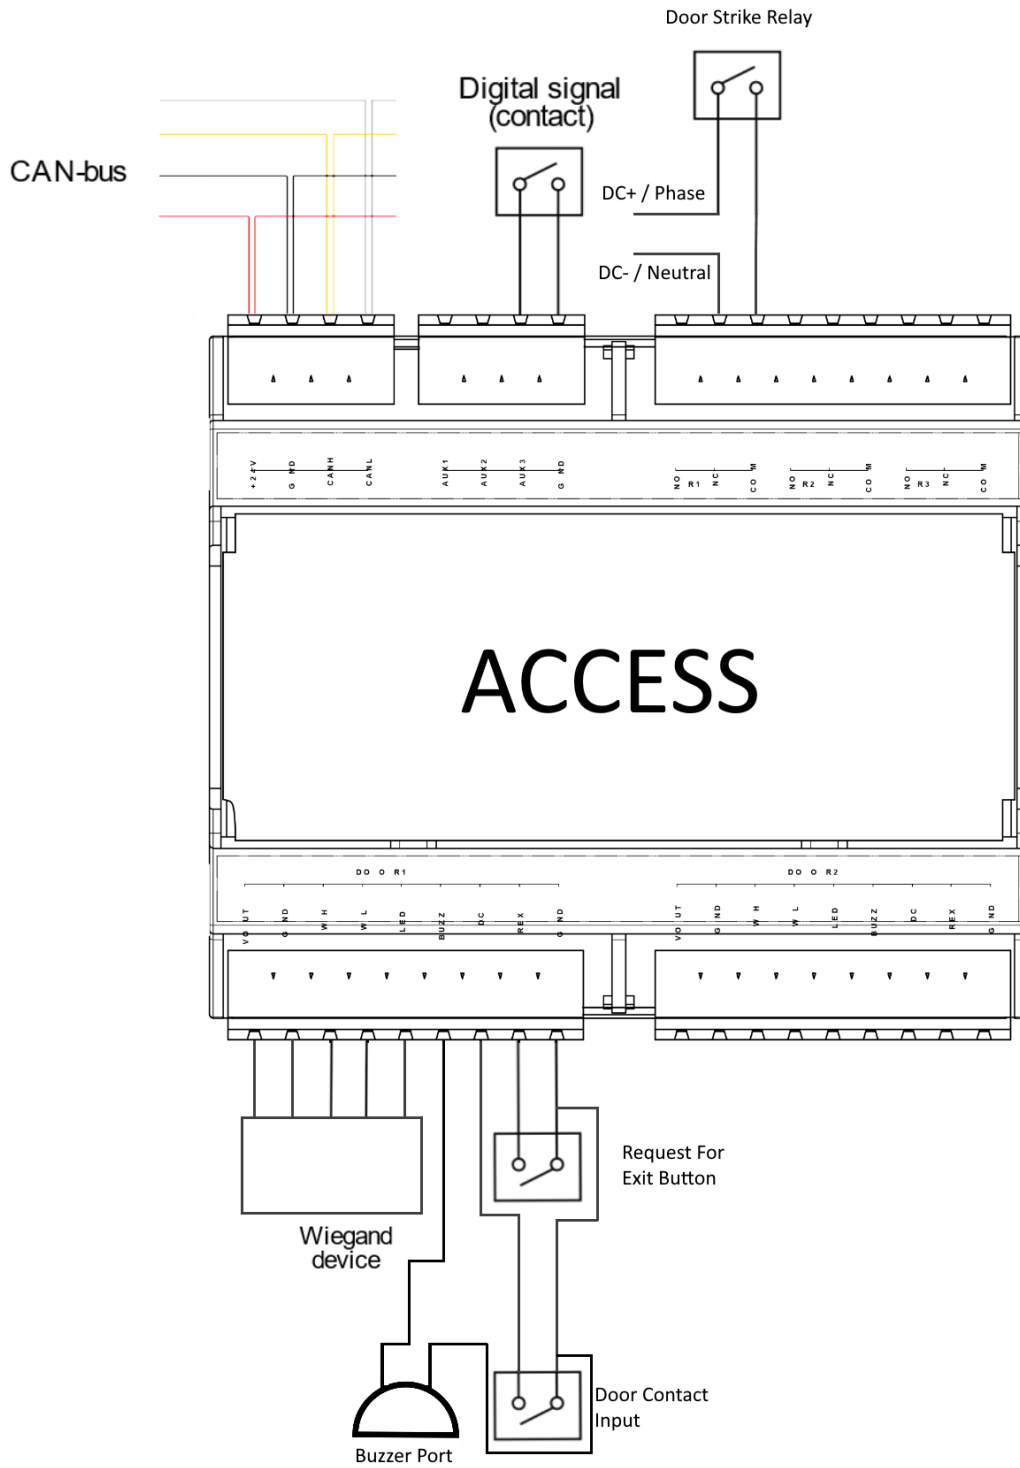 Door Strike Relay
Digital signal
(contact)
CAN-bus
DC+ / Phase
DC- / Neutral
+24V
GND
CANH
CANL
AUX1
AUX2
AUX3
GND
NO
R1
NC
COM
NO
R2
NC
COM
NO
R3
NC
COM
ACCESS
DOOR1
DOOR2
VOUT
GND
WH
WL
LED
BUZZ
DC
REX
GND
VOUT
GND
WH
WL
LED
BUZZ
DC
REX
GND
Request For
Exit Button
Wiegand
device
Door Contact
Input
Buzzer Port